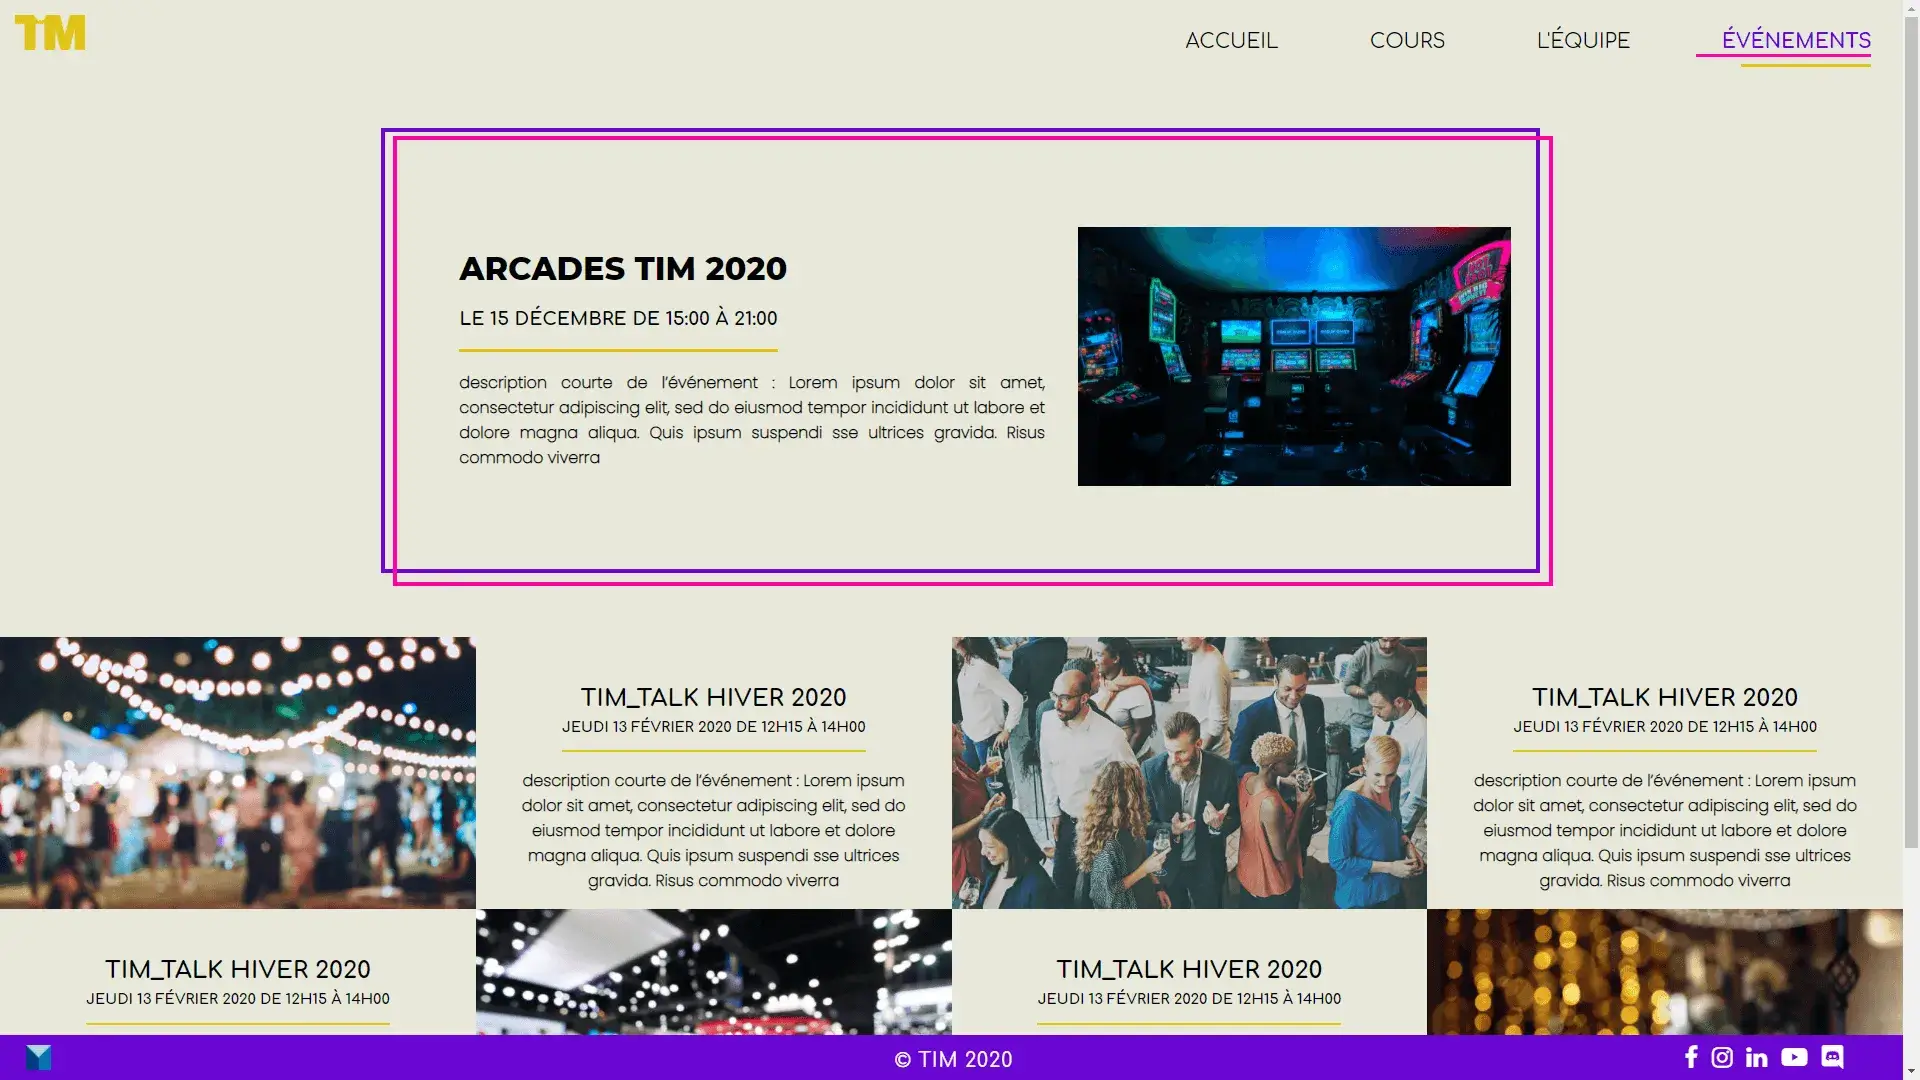 TIM
ACCUEIL
COURS
L'ÉQUIPE
ÉVÉNEMENTS
ARCADES TIM 2020
LE 15 DÉCEMBRE DE 15:00 À 21:00
description courte de l’événement : Lorem ipsum dolor sit amet,
consectetur adipiscing elit, sed do eiusmod tempor incididunt ut labore et
dolore magna aliqua. Quis ipsum suspendi sse ultrices gravida. Risus
commodo viverra
TIM_TALK HIVER 2020
JEUDI 13 FÉVRIER 2020 DE 12H15 À 14H00
description courte de l’événement : Lorem ipsum
dolor sit amet, consectetur adipiscing elit, sed do
eiusmod tempor incididunt ut labore et dolore
magna aliqua. Quis ipsum suspendi sse ultrices
gravida. Risus commodo viverra
TIM_TALK HIVER 2020
JEUDI 13 FÉVRIER 2020 DE 12H15 À 14H00
description courte de l’événement : Lorem ipsum
dolor sit amet, consectetur adipiscing elit, sed do
eiusmod tempor incididunt ut labore et dolore
magna aliqua. Quis ipsum suspendi sse ultrices
gravida. Risus commodo viverra
TIM_TALK HIVER 2020
JEUDI 13 FÉVRIER 2020 DE 12H15 À 14H00
TIM_TALK HIVER 2020
JEUDI 13 FÉVRIER 2020 DE 12H15 À 14H00
© TIM 2020